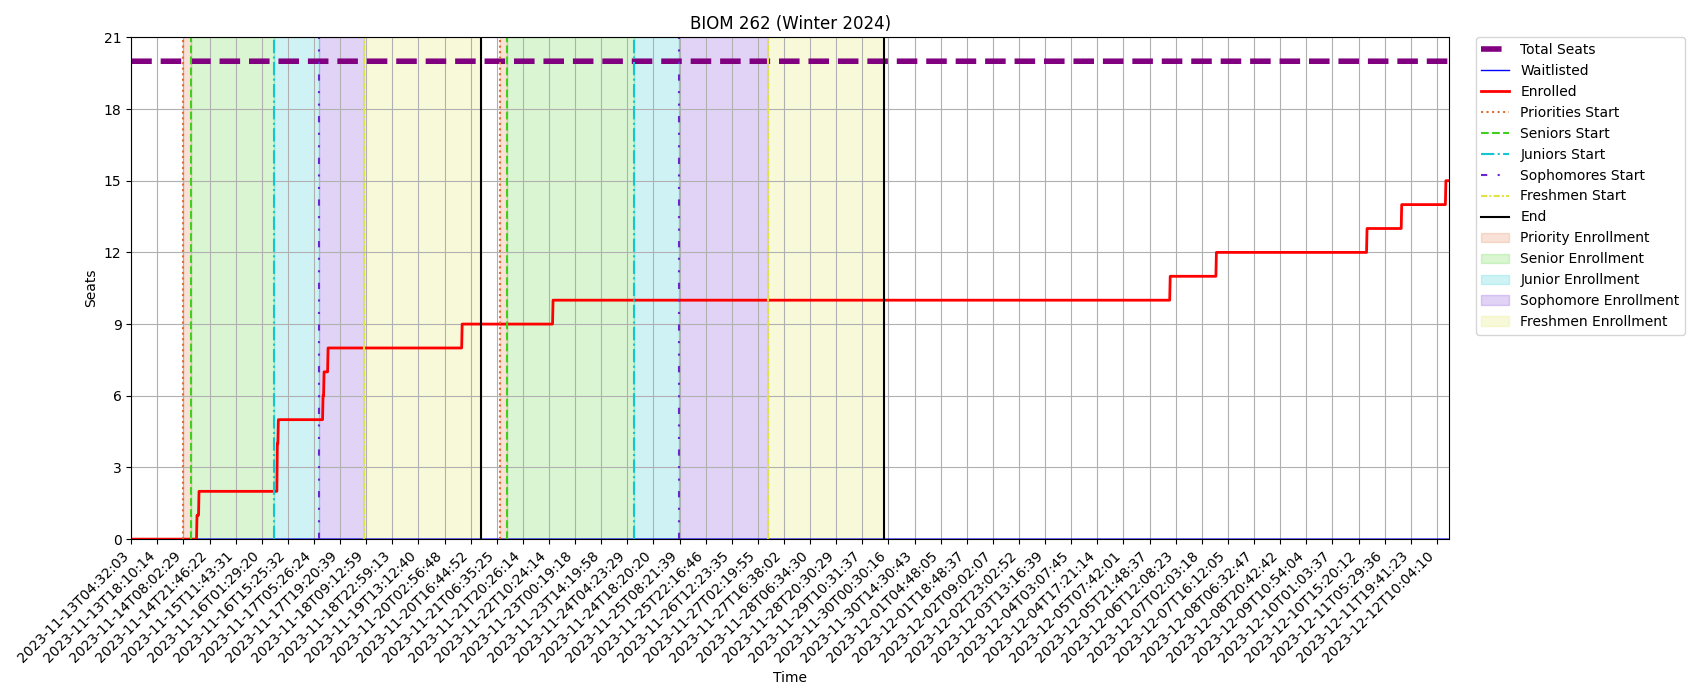 BIOM 262 (Winter 2024)
21
18
15
12
9
6
3
0
Seats
2023-11-13T04:32:03
2023-11-13T18:10:14
2023-11-14T08:02:29
2023-11-14T21:46:22
2023-11-15T11:43:31
2023-11-16T01:29:20
2023-11-16T15:25:32
2023-11-17T05:26:24
2023-11-17T19:20:39
2023-11-18T09:12:59
2023-11-18T22:59:13
2023-11-19T13:12:40
2023-11-20T02:56:48
2023-11-20T16:44:52
2023-11-21T06:35:25
2023-11-21T20:26:14
2023-11-22T10:24:14
2023-11-23T00:19:18
2023-11-23T14:19:58
2023-11-24T04:23:29
2023-11-24T18:20:20
2023-11-25T08:21:39
2023-11-25T22:16:46
2023-11-26T12:23:35
2023-11-27T02:19:55
2023-11-27T16:38:02
2023-11-28T06:34:30
2023-11-28T20:30:29
2023-11-29T10:31:37
2023-11-30T00:30:16
2023-11-30T14:30:43
2023-12-01T04:48:05
2023-12-01T18:48:37
2023-12-02T09:02:07
2023-12-02T23:02:52
2023-12-03T13:16:39
2023-12-04T03:07:45
2023-12-04T17:21:14
2023-12-05T07:42:01
2023-12-05T21:48:37
2023-12-06T12:08:23
2023-12-07T02:03:18
2023-12-07T16:12:05
2023-12-08T06:32:47
2023-12-08T20:42:42
2023-12-09T10:54:04
2023-12-10T01:03:37
2023-12-10T15:20:12
2023-12-11T05:29:36
2023-12-11T19:41:23
2023-12-12T10:04:10
Time
Total Seats
Waitlisted
Enrolled
Priorities Start
Seniors Start
Juniors Start
Sophomores Start
Freshmen Start
End
Priority Enrollment
Senior Enrollment
Junior Enrollment
Sophomore Enrollment
Freshmen Enrollment